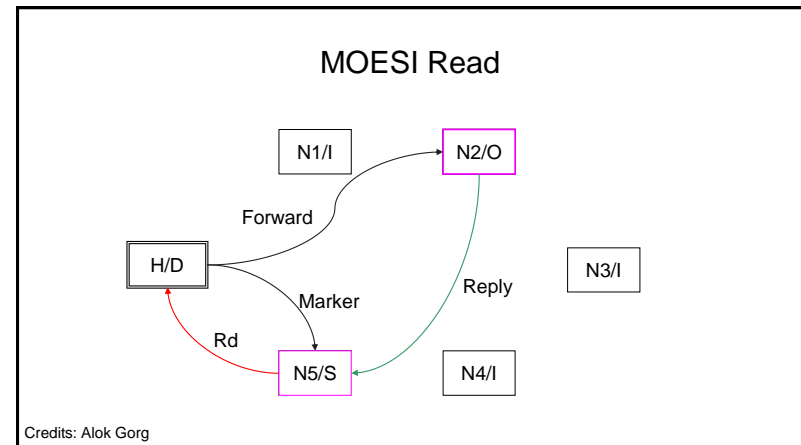 MOESI Read
N1/I
N2/O
Forward
H/D
N3/I
Marker
Reply
Rd
N5/S
N4/I
Credits: Alok Gorg